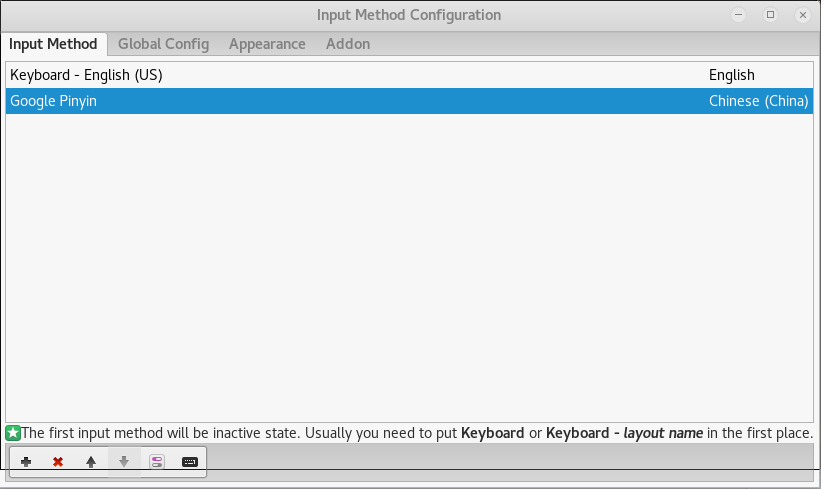 Input Method Configuration
Input Method Global Config Appearance Addon
Keyboard - English (US) English
Google Pinyin Chinese (China)
The first input method will be inactive state. Usually you need to put Keyboard or Keyboard - layout name in the first place.